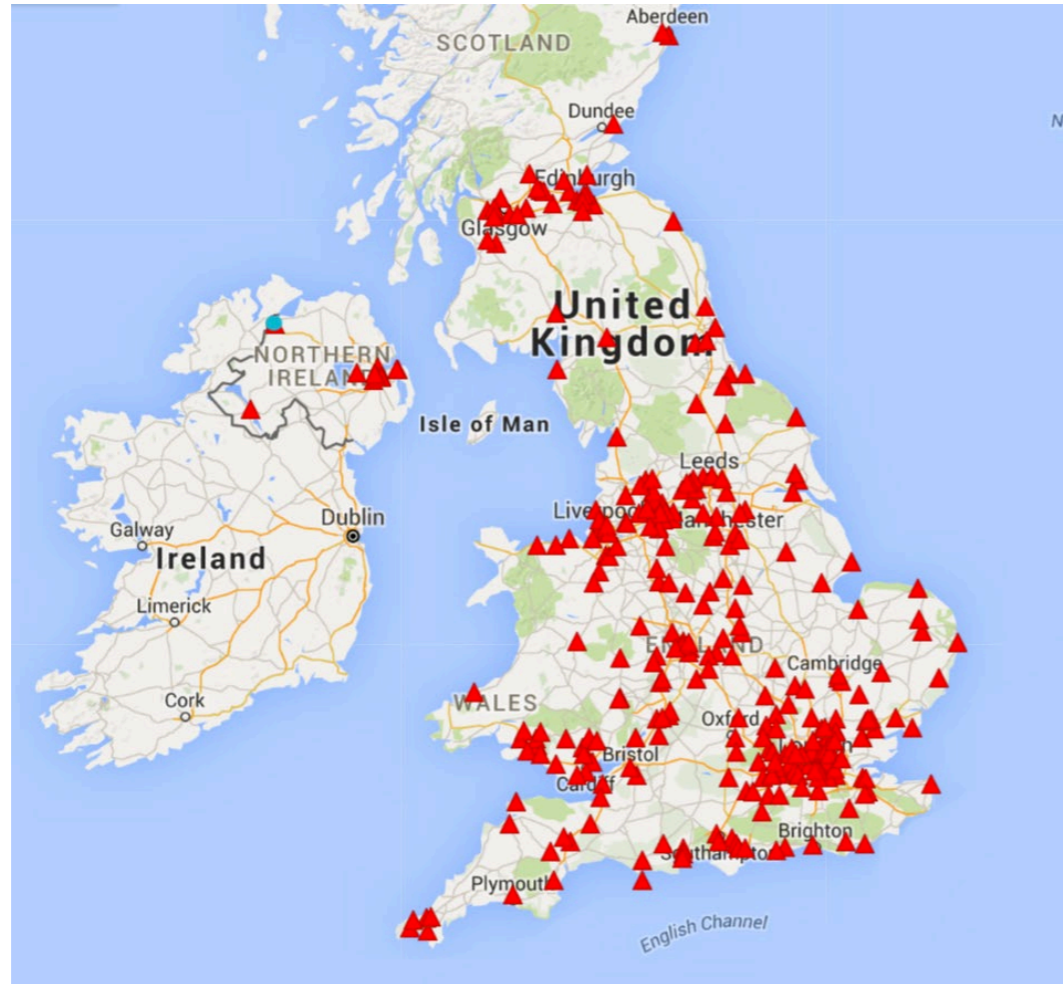 Aberdeen
SCOTLAND
Dundee
N
Edinburgh
Glasgow
United
Kingdom
NORTHERN
IRELAND
Isle of Man
Leeds
Liverpool
Manchester
Galway
Dublin
Ireland
Limerick
ENGLAND
Cambridge
Cork
WALES
Oxford
London
Bristol
Cardiff
Brighton
Southampton
Plymouth
English Channel